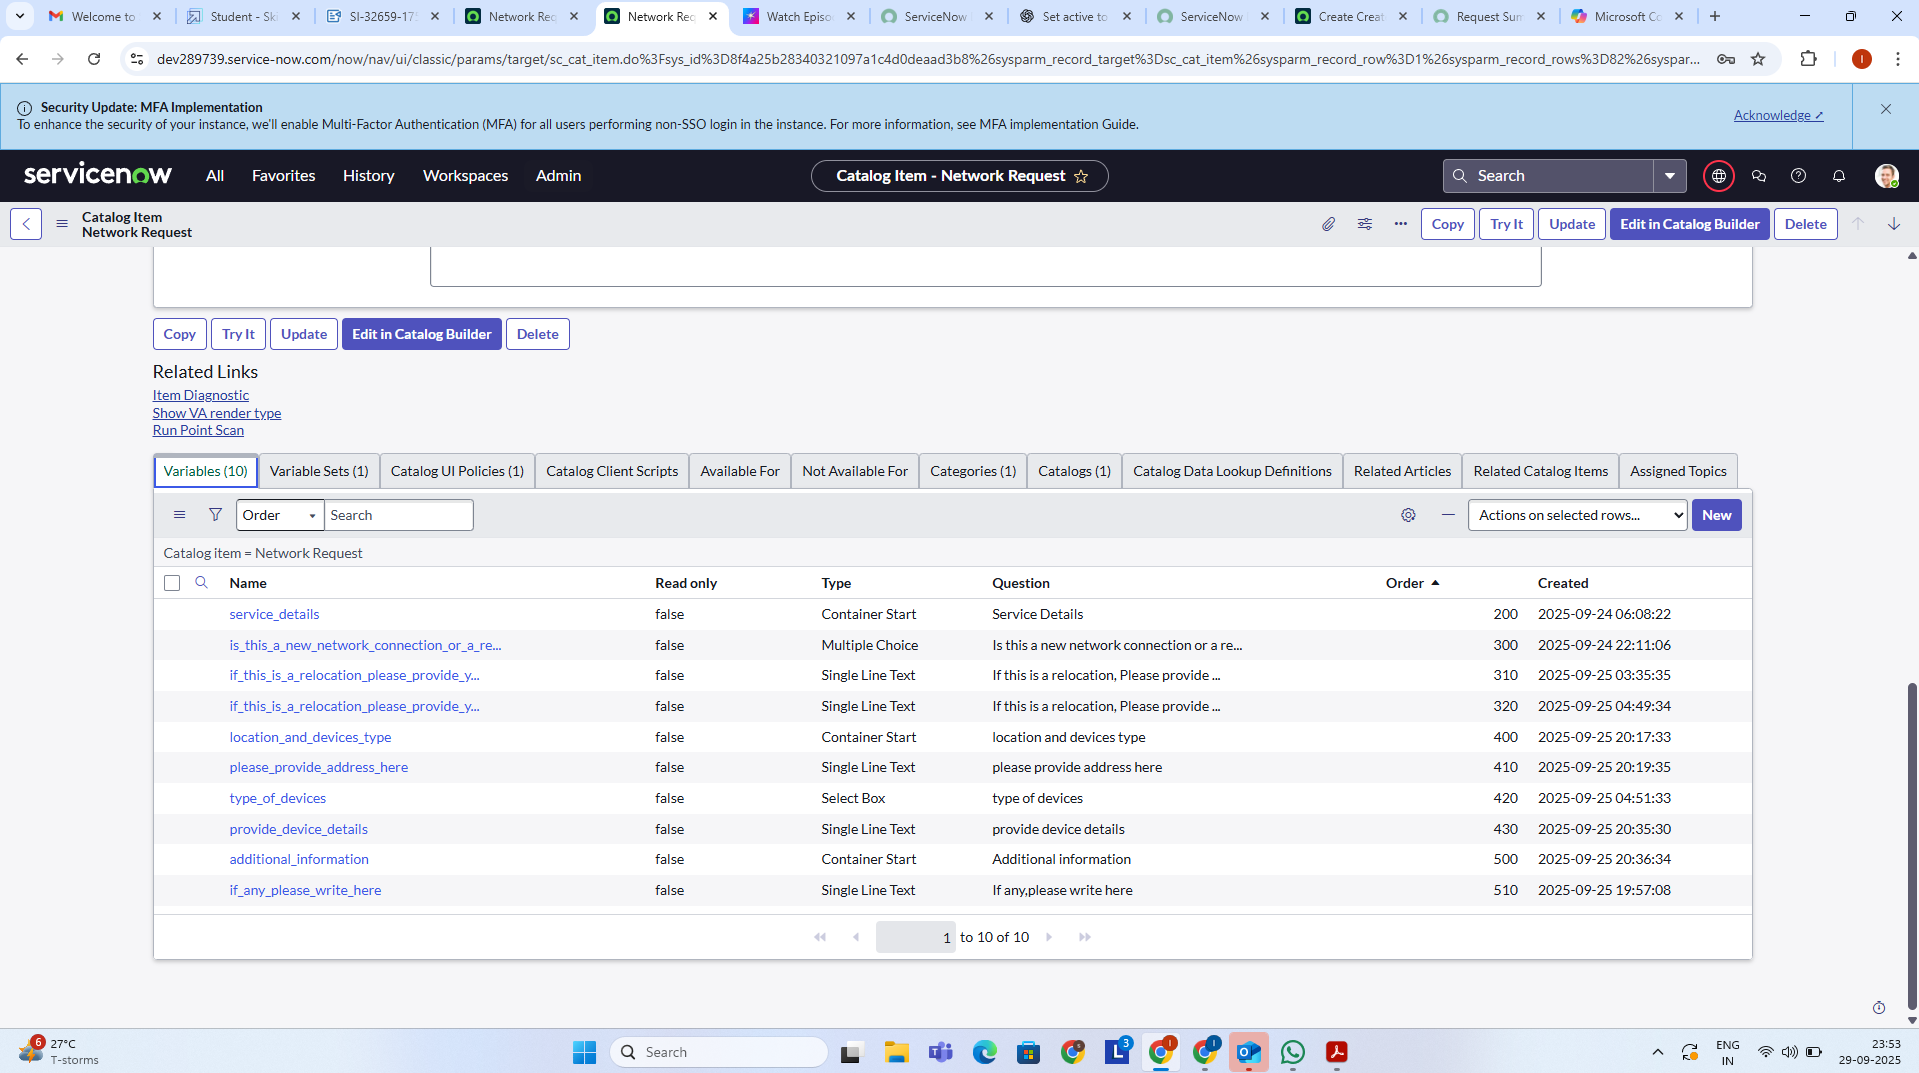 Welcome to
Student - Ski
SI-32659-175
Network Req
Network Req
Watch Episo
ServiceNow
Set active to
ServiceNow
Create Creat
Request Sum
Microsoft Co
dev289739.service-now.com/now/nav/ui/classic/params/target/sc_cat_item.do%3Fsys_id%3D8f4a25b28340321097a1c4d0deaad3b8%26sysparm_record_target%3Dsc_cat_item%26sysparm_record_row%3D1%26sysparm_record_rows%3D82%26syspar...
I
Security Update: MFA Implementation
To enhance the security of your instance, we'll enable Multi-Factor Authentication (MFA) for all users performing non-SSO login in the instance. For more information, see MFA implementation Guide.
Acknowledge
servicenow
All
Favorites
History
Workspaces
Admin
Catalog Item - Network Request
Search
Catalog Item
Network Request
Copy
Try It
Update
Edit in Catalog Builder
Delete
Copy
Try It
Update
Edit in Catalog Builder
Delete
Related Links
Item Diagnostic
Show VA render type
Run Point Scan
Variables (10)
Variable Sets (1)
Catalog UI Policies (1)
Catalog Client Scripts
Available For
Not Available For
Categories (1)
Catalogs (1)
Catalog Data Lookup Definitions
Related Articles
Related Catalog Items
Assigned Topics
Order
Search
Actions on selected rows...
New
Catalog item = Network Request
Name Read only Type Question Order Created
service_details false Container Start Service Details 200 2025-09-24 06:08:22
is_this_a_new_network_connection_or_a_re... false Multiple Choice Is this a new network connection or a re... 300 2025-09-24 22:11:06
if_this_is_a_relocation_please_provide_y... false Single Line Text If this is a relocation, Please provide ... 310 2025-09-25 03:35:35
if_this_is_a_relocation_please_provide_y... false Single Line Text If this is a relocation, Please provide ... 320 2025-09-25 04:49:34
location_and_devices_type false Container Start location and devices type 400 2025-09-25 20:17:33
please_provide_address_here false Single Line Text please provide address here 410 2025-09-25 20:19:35
type_of_devices false Select Box type of devices 420 2025-09-25 04:51:33
provide_device_details false Single Line Text provide device details 430 2025-09-25 20:35:30
additional_information false Container Start Additional information 500 2025-09-25 20:36:34
if_any_please_write_here false Single Line Text If any,please write here 510 2025-09-25 19:57:08
1 to 10 of 10
6
27°C
T-storms
Search
3
ENG
IN
23:53
29-09-2025